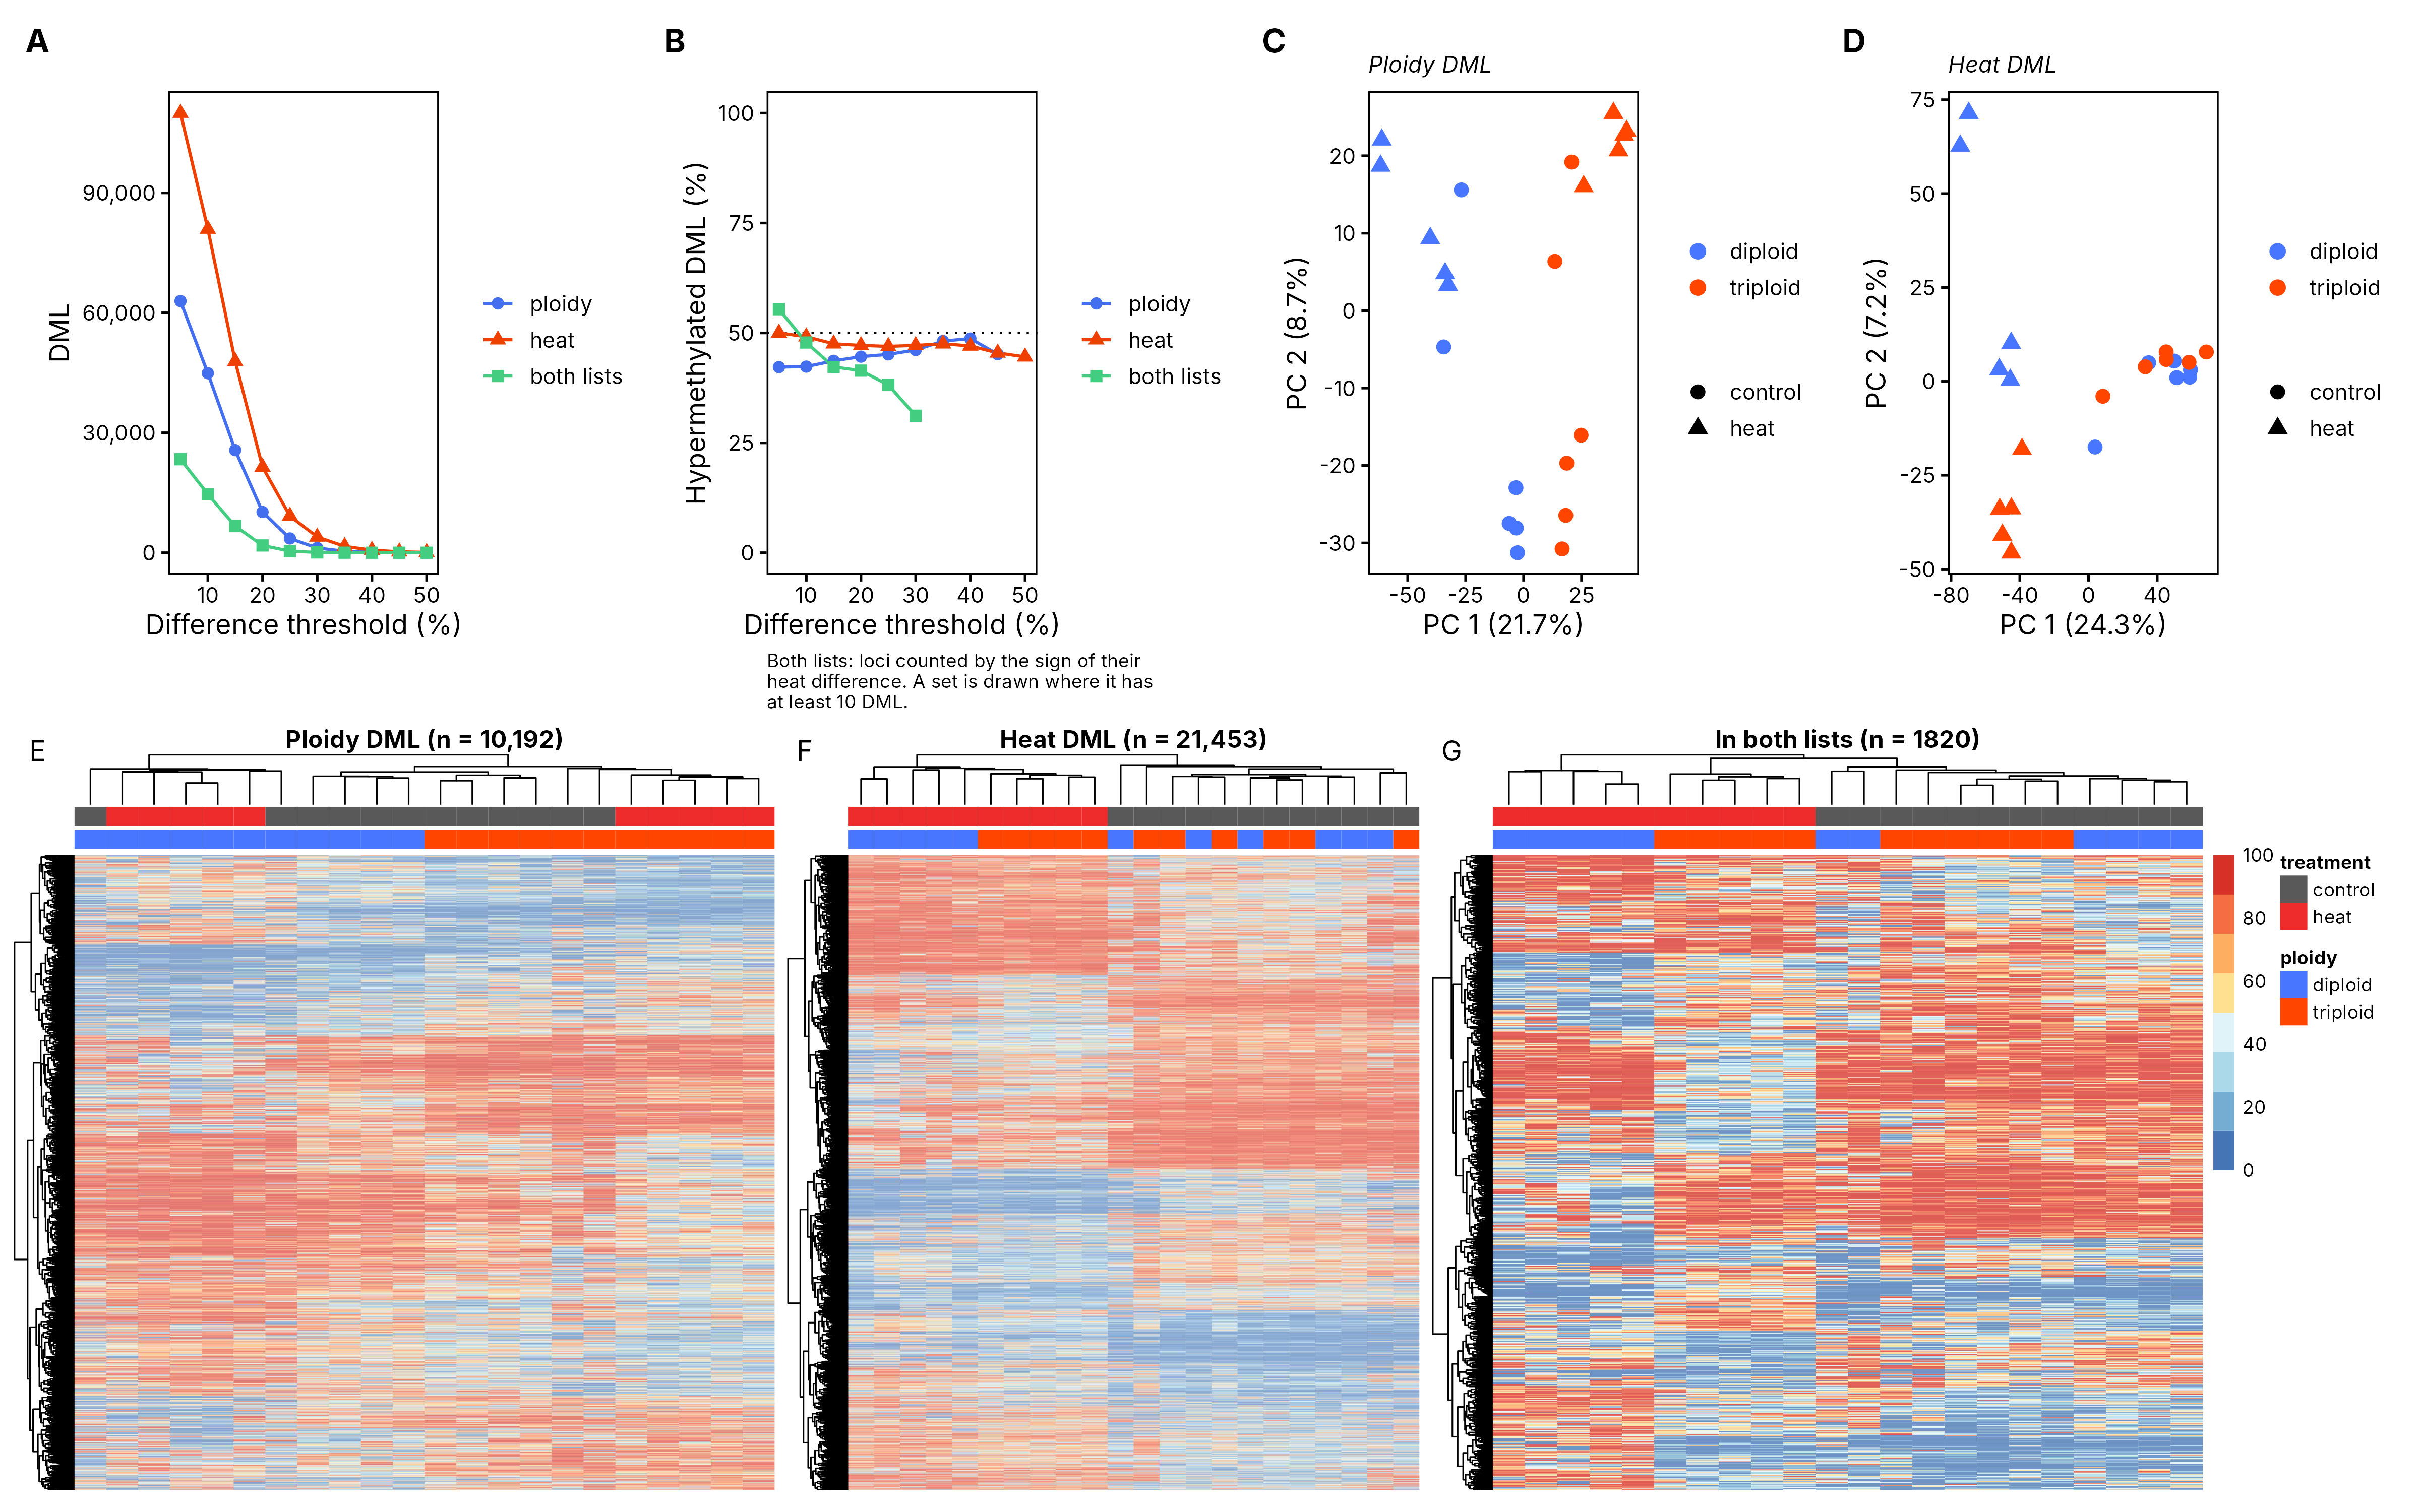 A
B
C
D
Ploidy DML
Heat DML
90,000
60,000
30,000
0
DML
10 20 30 40 50
Difference threshold (%)
ploidy
heat
both lists
100
75
50
25
0
Hypermethylated DML (%)
10 20 30 40 50
Difference threshold (%)
Both lists: loci counted by the sign of their
heat difference. A set is drawn where it has
at least 10 DML.
ploidy
heat
both lists
20
10
0
-10
-20
-30
PC 2 (8.7%)
-50 -25 0 25
PC 1 (21.7%)
diploid
triploid
control
heat
75
50
25
0
-25
-50
PC 2 (7.2%)
-80 -40 0 40
PC 1 (24.3%)
diploid
triploid
control
heat
E
Ploidy DML (n = 10,192)
F
Heat DML (n = 21,453)
G
In both lists (n = 1820)
100
80
60
40
20
0
treatment
control
heat
ploidy
diploid
triploid